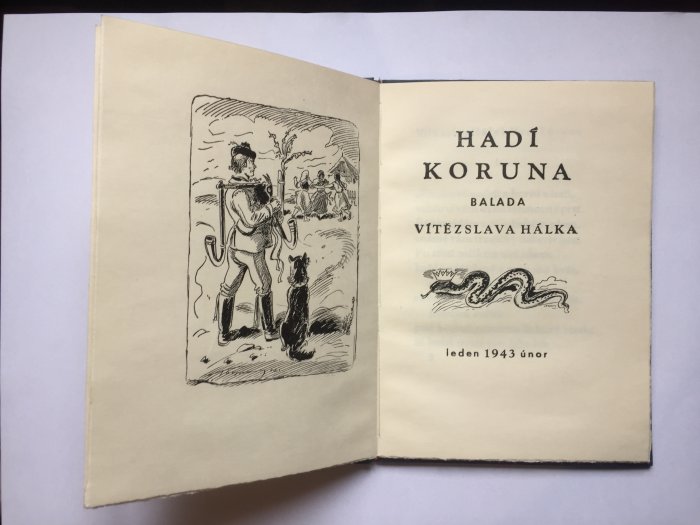 HADÍ
KORUNA
BALADA
VÍTĚZSLAVA HÁLKA
leden 1943 únor